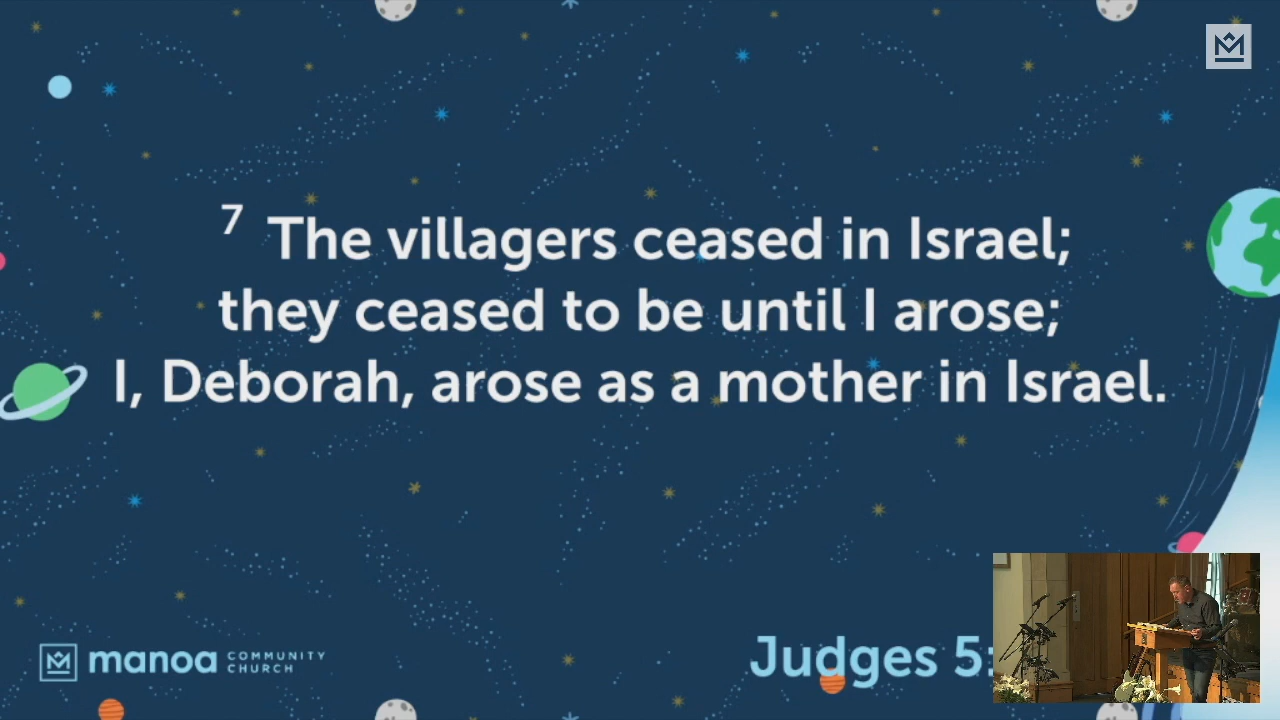 7 The villagers ceased in Israel;
they ceased to be until I arose;
I, Deborah, arose as a mother in Israel.
manoa COMMUNITY CHURCH
Judges 5: